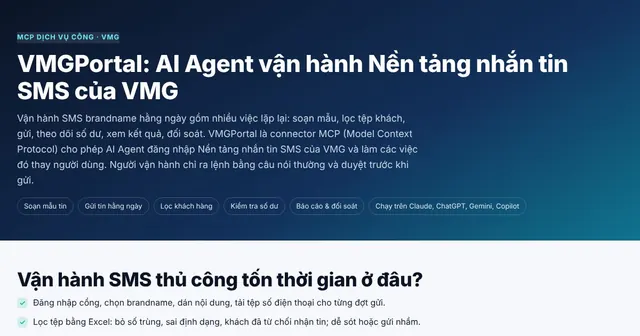 MCP DỊCH VỤ CÔNG · VMG
VMGPortal: AI Agent vận hành Nền tảng nhắn tin
SMS của VMG
Vận hành SMS brandname hằng ngày gồm nhiều việc lặp lại: soạn mẫu, lọc tệp khách,
gửi, theo dõi số dư, xem kết quả, đối soát. VMGPortal là connector MCP (Model Context
Protocol) cho phép AI Agent đăng nhập Nền tảng nhắn tin SMS của VMG và làm các việc
đó thay người dùng. Người vận hành chỉ ra lệnh bằng câu nói thường và duyệt trước khi
gửi.
Soạn mẫu tin Gửi tin hằng ngày Lọc khách hàng Kiểm tra số dư Báo cáo & đối soát Chạy trên Claude, ChatGPT, Gemini, Copilot
Vận hành SMS thủ công tốn thời gian ở đâu?
Đăng nhập cổng, chọn brandname, dán nội dung, tải tệp số điện thoại cho từng đợt gửi.
Lọc tệp bằng Excel: bỏ số trùng, sai định dạng, khách đã từ chối nhận tin; dễ sót hoặc gửi nhầm.